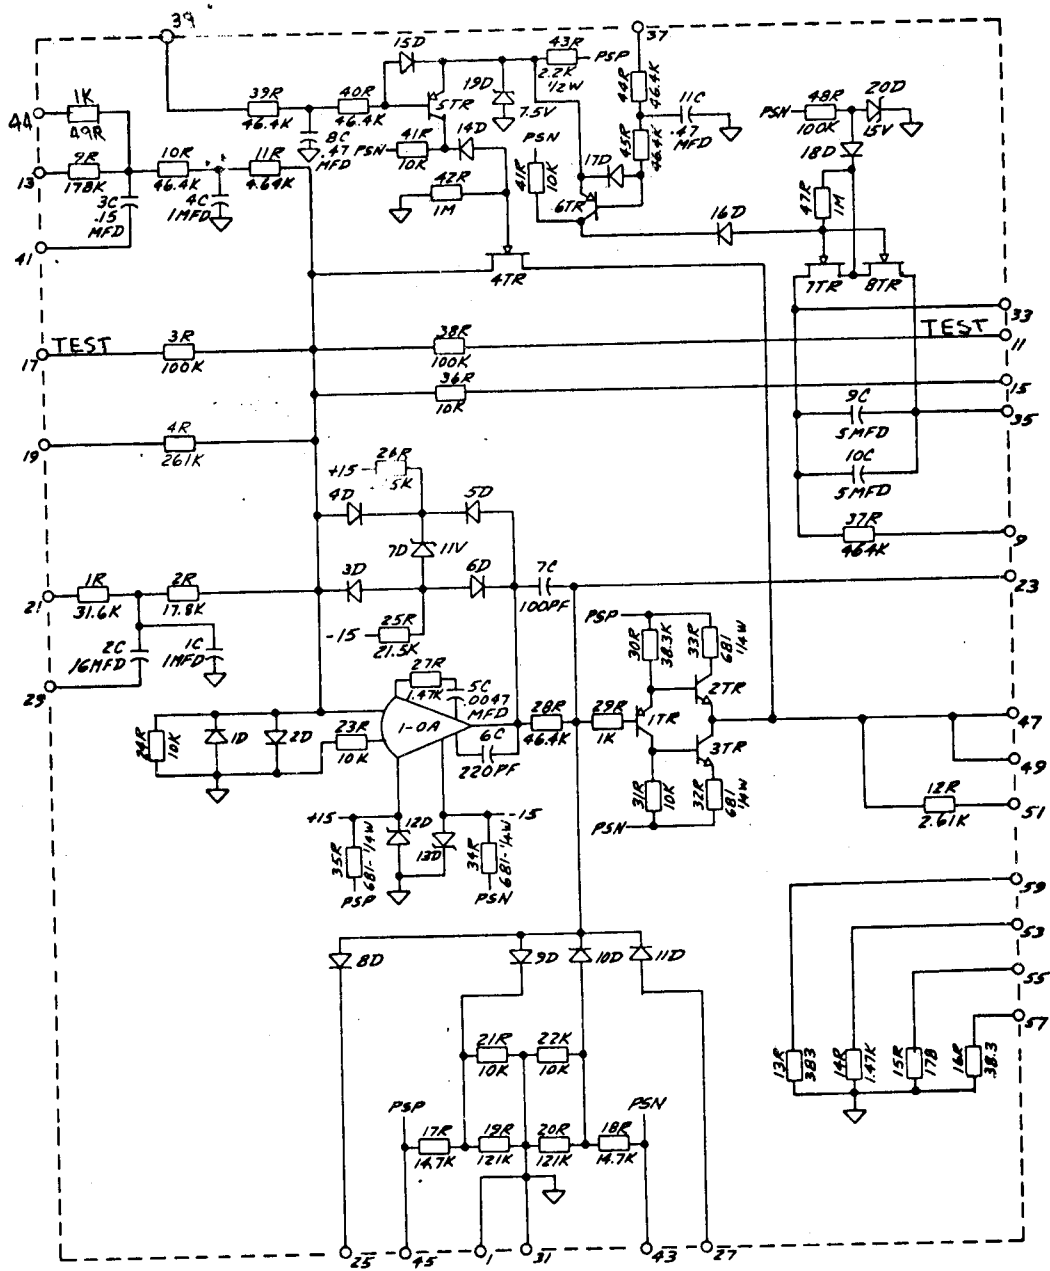 39
37
15D
43R
PSP
2.2K
1/2W
44R
46.4K
20D
1K
49R
44
39R
46.4K
40R
46.4K
5TR
19D
7.5V
11C
.47
MFD
PSN
48R
100K
15V
8C
.47
MFD
41R
10K
PSN
14D
PSN
41R
10K
45R
46.4K
18D
9R
178K
13
10R
46.4K
11R
4.64K
17D
42R
1M
6TR
47R
1M
3C
.15
MFD
4C
1MFD
16D
41
4TR
7TR
8TR
33
TEST
17
3R
100K
38R
100K
TEST
11
36R
10K
15
9C
5MFD
35
19
4R
261K
10C
5MFD
+15
26R
5K
4D
5D
7D
11V
37R
464K
9
21
1R
31.6K
2R
17.8K
3D
6D
7C
100PF
23
-15
25R
21.5K
2C
16MFD
1C
1MFD
29
PSP
30R
38.3K
33R
681
1/4W
27R
1.47K
5C
.0047
MFD
2TR
24R
10K
1D
2D
23R
10K
1-OA
6C
220PF
28R
46.4K
29R
1K
1TR
47
3TR
49
31R
10K
32R
681
1/4W
12R
2.61K
51
+15
12D
-15
PSN
35R
681-1/4W
13D
34R
681-1/4W
PSP
PSN
59
53
8D
9D
10D
11D
55
57
21R
10K
22K
10K
13R
383
14R
1.47K
15R
178
16R
38.3
PSP
PSN
17R
14.7K
19R
121K
20R
121K
18R
14.7K
25
45
1
31
43
27